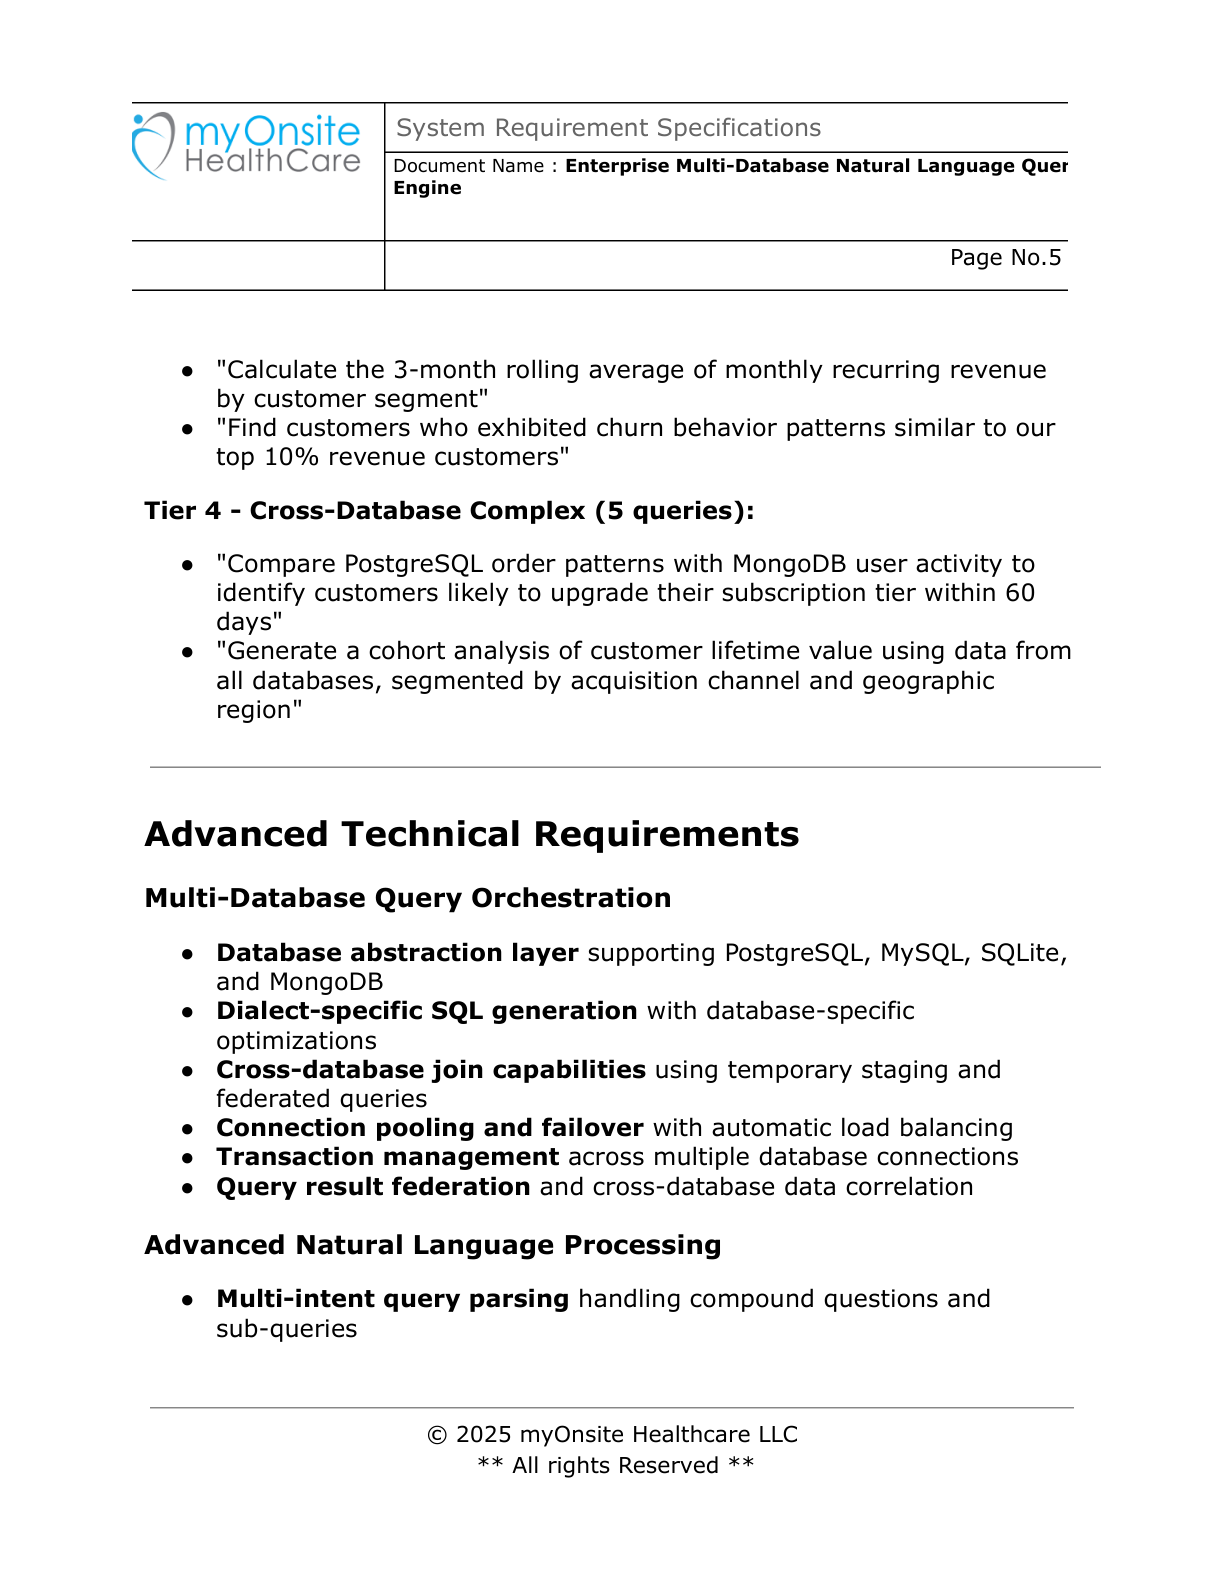 myOnsite
HealthCare
System Requirement Specifications
Document Name : Enterprise Multi-Database Natural Language Quer
Engine
Page No.5
● "Calculate the 3-month rolling average of monthly recurring revenue
by customer segment"
● "Find customers who exhibited churn behavior patterns similar to our
top 10% revenue customers"
Tier 4 - Cross-Database Complex (5 queries):
● "Compare PostgreSQL order patterns with MongoDB user activity to
identify customers likely to upgrade their subscription tier within 60
days"
● "Generate a cohort analysis of customer lifetime value using data from
all databases, segmented by acquisition channel and geographic
region"
Advanced Technical Requirements
Multi-Database Query Orchestration
● Database abstraction layer supporting PostgreSQL, MySQL, SQLite,
and MongoDB
● Dialect-specific SQL generation with database-specific
optimizations
● Cross-database join capabilities using temporary staging and
federated queries
● Connection pooling and failover with automatic load balancing
● Transaction management across multiple database connections
● Query result federation and cross-database data correlation
Advanced Natural Language Processing
● Multi-intent query parsing handling compound questions and
sub-queries
© 2025 myOnsite Healthcare LLC
** All rights Reserved **